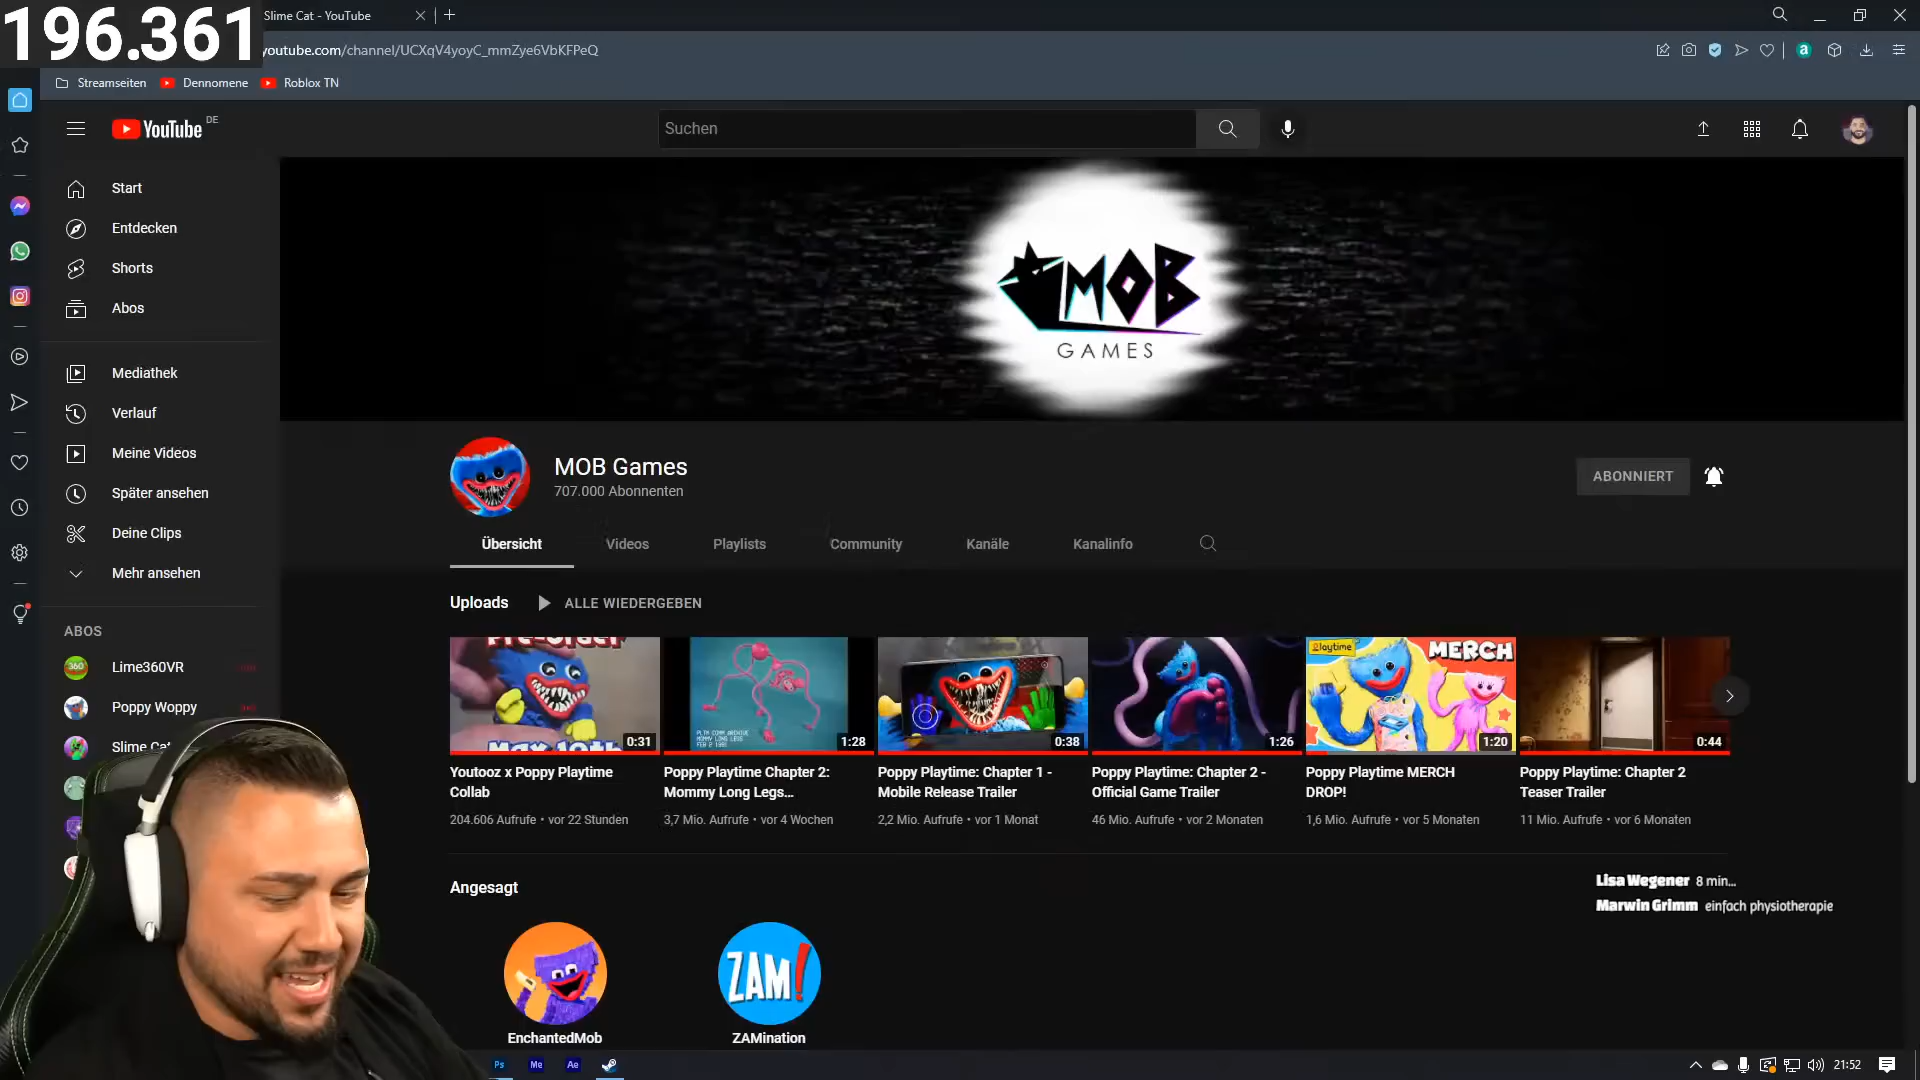 196.361
Slime Cat - YouTube
youtube.com/channel/UCXqV4yoyC_mmZye6VbKFPeQ
Streamseiten
Dennomene
Roblox TN
YouTube DE
Suchen
Start
Entdecken
Shorts
Abos
Mediathek
Verlauf
Meine Videos
Später ansehen
Deine Clips
Mehr ansehen
ABOS
360
Lime360VR
Poppy Woppy
Slime Cat
MOB
GAMES
MOB Games
707.000 Abonnenten
ABONNIERT
Übersicht
Videos
Playlists
Community
Kanäle
Kanalinfo
Uploads
ALLE WIEDERGEBEN
0:31
Youtooz x Poppy Playtime
Collab
204.606 Aufrufe • vor 22 Stunden
1:28
Poppy Playtime Chapter 2:
Mommy Long Legs...
3,7 Mio. Aufrufe • vor 4 Wochen
0:38
Poppy Playtime: Chapter 1 -
Mobile Release Trailer
2,2 Mio. Aufrufe • vor 1 Monat
1:26
Poppy Playtime: Chapter 2 -
Official Game Trailer
46 Mio. Aufrufe • vor 2 Monaten
Playtime
MERCH
1:20
Poppy Playtime MERCH
DROP!
1,6 Mio. Aufrufe • vor 5 Monaten
0:44
Poppy Playtime: Chapter 2
Teaser Trailer
11 Mio. Aufrufe • vor 6 Monaten
Angesagt
ZAM!
EnchantedMob
ZAMination
Lisa Wegener 8 min...
Marwin Grimm einfach physiotherapie
Ps
Me
Ae
21:52